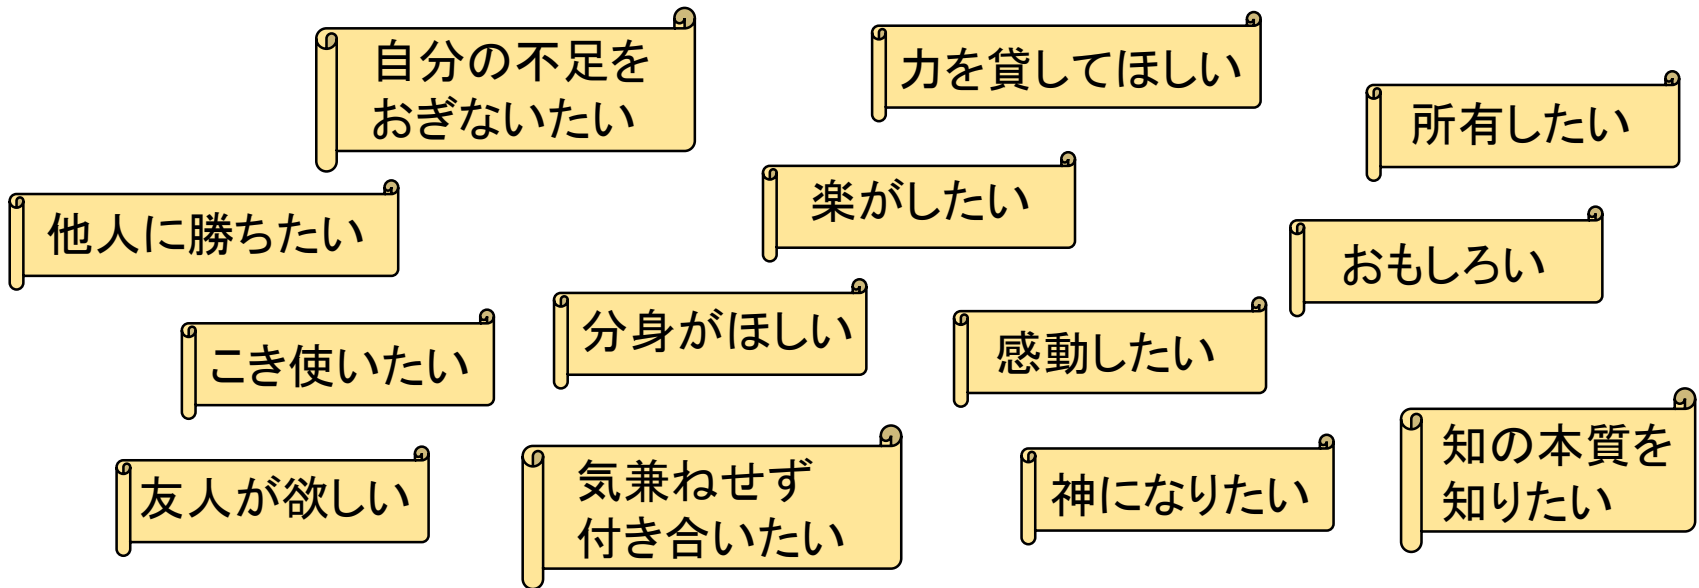 自分の不足を
おぎないたい
力を貸してほしい
所有したい
楽がしたい
他人に勝ちたい
おもしろい
分身がほしい
感動したい
こき使いたい
知の本質を
知りたい
友人が欲しい
気兼ねせず
付き合いたい
神になりたい